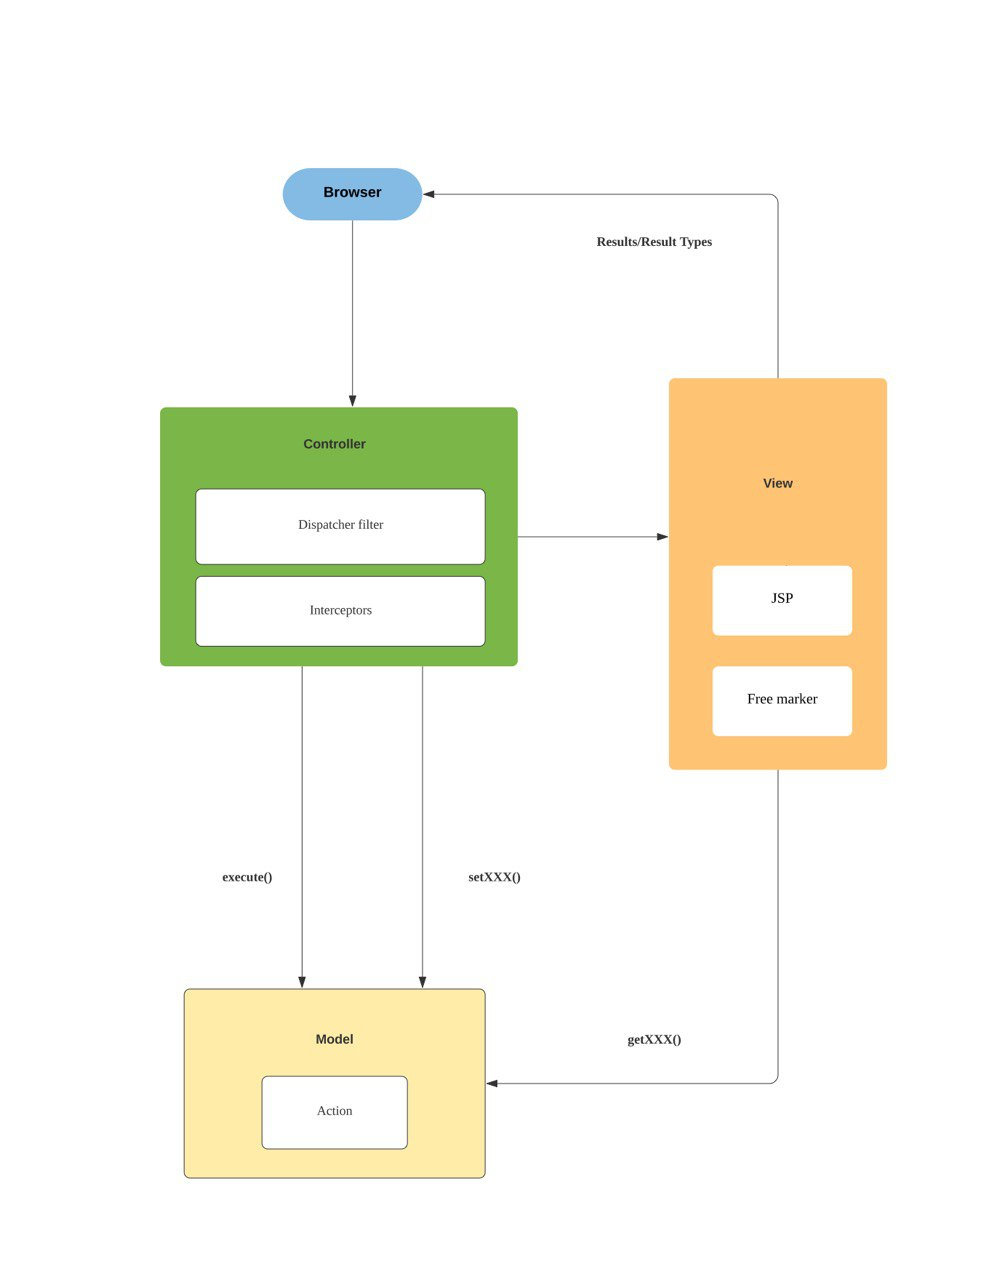 Browser
Results/Result Types
Controller
Dispatcher filter
Interceptors
View
JSP
Free marker
execute()
setXXX()
getXXX()
Model
Action